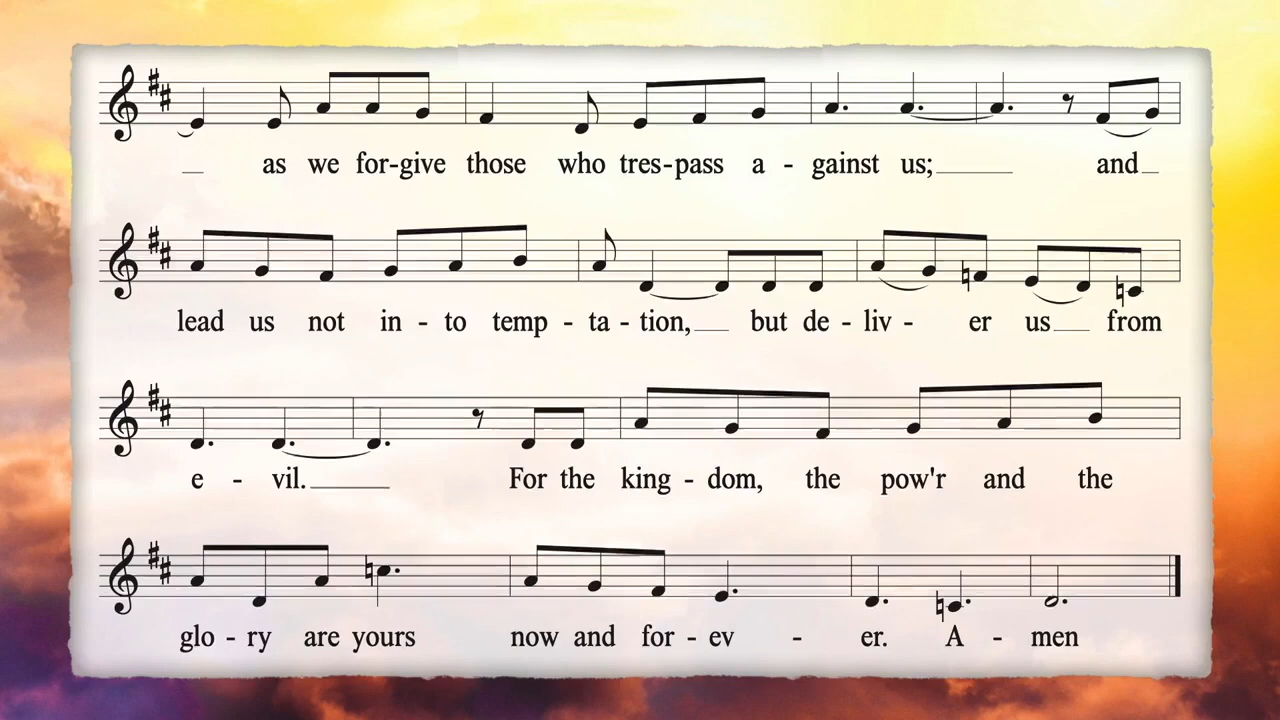 as we for-give those who tres-pass a - gainst us; and
lead us not in - to temp - ta - tion, but de - liv - er us from
e - vil. For the king - dom, the pow'r and the
glo - ry are yours now and for - ev - er. A - men